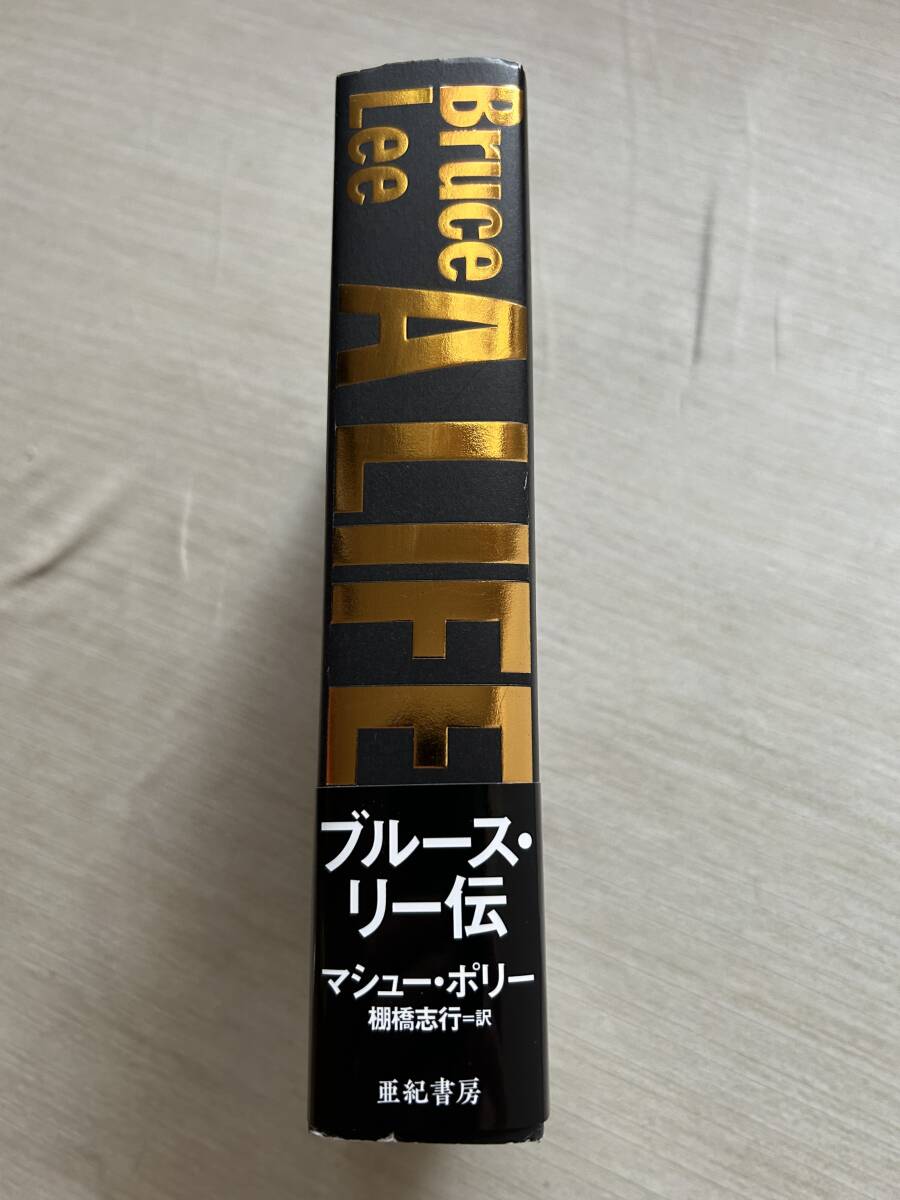 Bruce
Lee
A LIFE
ブルース・
リー伝
マシュー・ポリー
棚橋志行=訳
亜紀書房